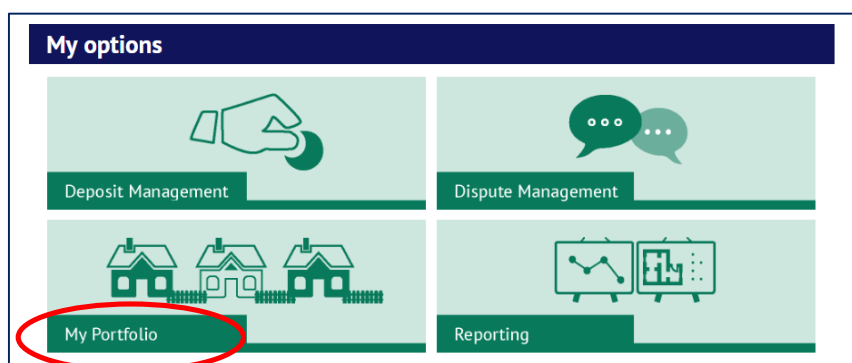 My options
Deposit Management
Dispute Management
My Portfolio
Reporting